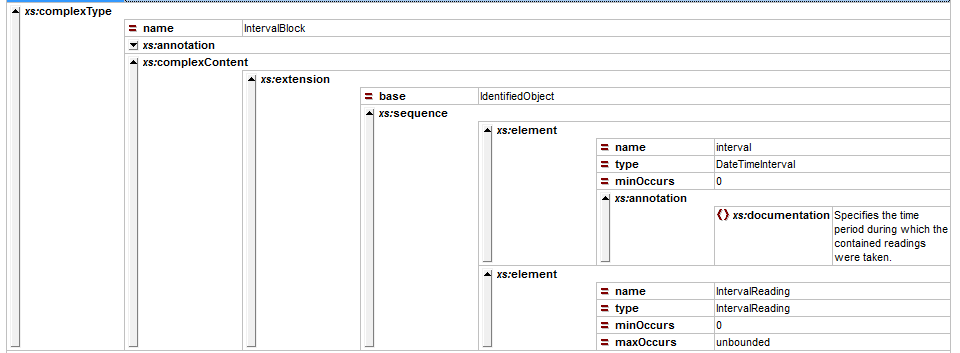 xs:complexType
= name IntervalBlock
xs:annotation
xs:complexContent
xs:extension
= base IdentifiedObject
xs:sequence
xs:element
= name interval
= type DateTimeInterval
= minOccurs 0
xs:annotation
{} xs:documentation Specifies the time
period during which the
contained readings
were taken.
xs:element
= name IntervalReading
= type IntervalReading
= minOccurs 0
= maxOccurs unbounded